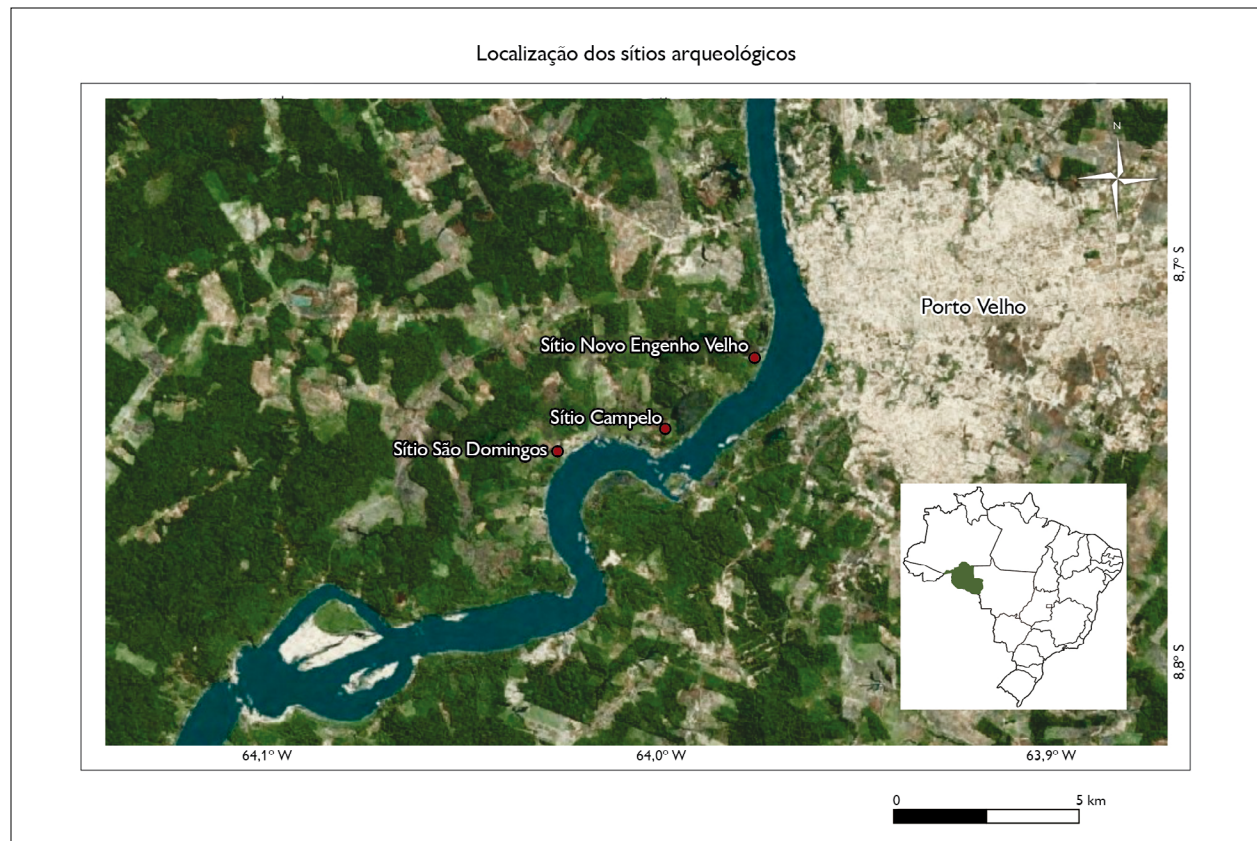 Localização dos sítios arqueológicos
N
8,7° S
Porto Velho
Sítio Novo Engenho Velho
Sítio Campelo
Sítio São Domingos
8,8° S
64,1° W
64,0° W
63,9° W
0
5 km